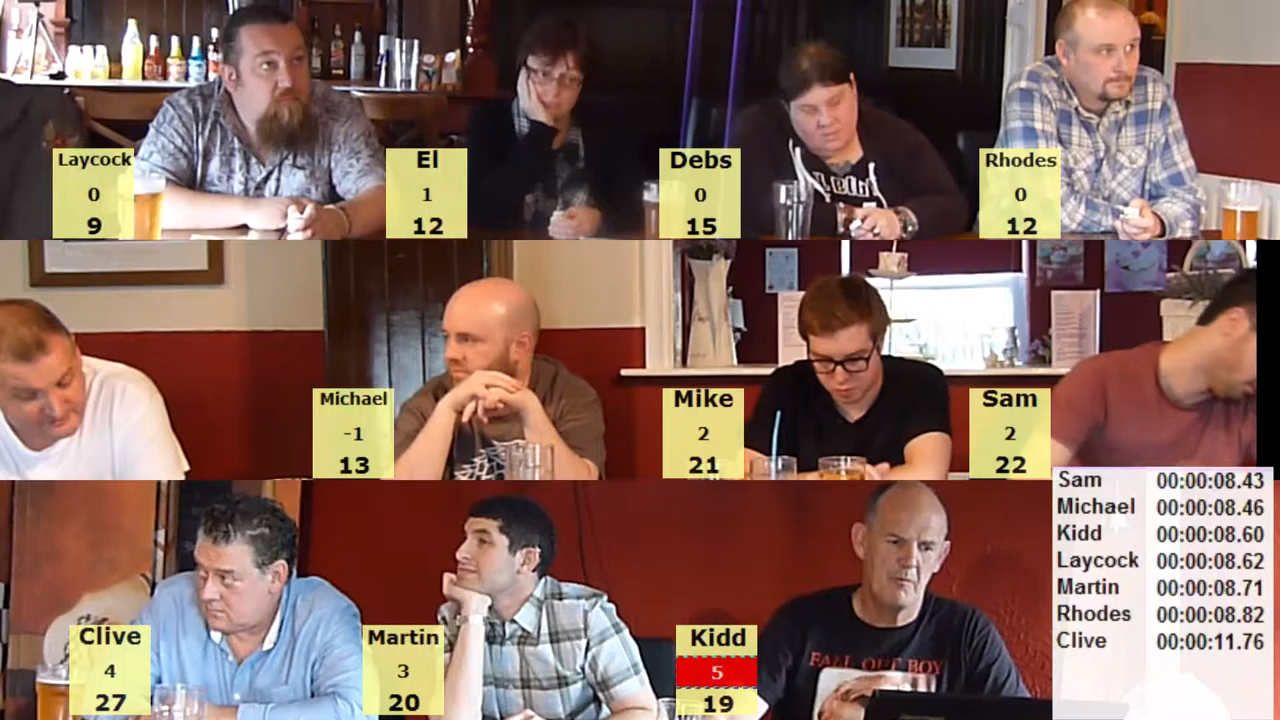 Laycock
0
9
El
1
12
Debs
0
15
Rhodes
0
12
Michael
-1
13
Mike
2
21
Sam
2
22
Clive
4
27
Martin
3
20
Kidd
5
19
FALL OUT BOY
Sam 00:00:08.43
Michael 00:00:08.46
Kidd 00:00:08.60
Laycock 00:00:08.62
Martin 00:00:08.71
Rhodes 00:00:08.82
Clive 00:00:11.76